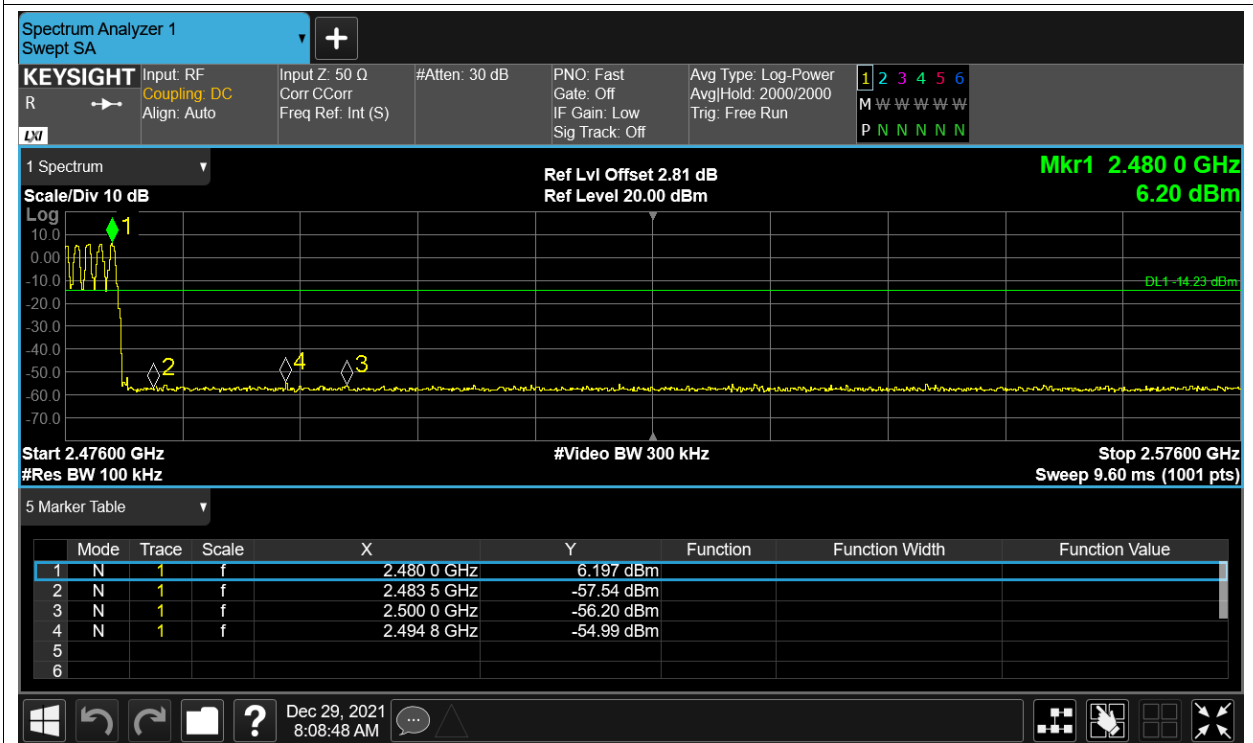 Spectrum Analyzer 1
Swept SA
+
KEYSIGHT Input: RF Input Z: 50 Ω #Atten: 30 dB PNO: Fast Avg Type: Log-Power 1 2 3 4 5 6
R Coupling: DC Corr CCorr Gate: Off Avg|Hold: 2000/2000 M W W W W W
Align: Auto Freq Ref: Int (S) IF Gain: Low Trig: Free Run
LXI Sig Track: Off P N N N N N
1 Spectrum Ref Lvl Offset 2.81 dB Mkr1 2.480 0 GHz
Scale/Div 10 dB Ref Level 20.00 dBm 6.20 dBm
Log
1
10.0
0.00
-10.0
DL1 -14.23 dBm
-20.0
-30.0
-40.0
2 4 3
-50.0
-60.0
-70.0
Start 2.47600 GHz #Video BW 300 kHz Stop 2.57600 GHz
#Res BW 100 kHz Sweep 9.60 ms (1001 pts)
5 Marker Table
Mode Trace Scale X Y Function Function Width Function Value
1 N 1 f 2.480 0 GHz 6.197 dBm
2 N 1 f 2.483 5 GHz -57.54 dBm
3 N 1 f 2.500 0 GHz -56.20 dBm
4 N 1 f 2.494 8 GHz -54.99 dBm
5
6
? Dec 29, 2021
8:08:48 AM